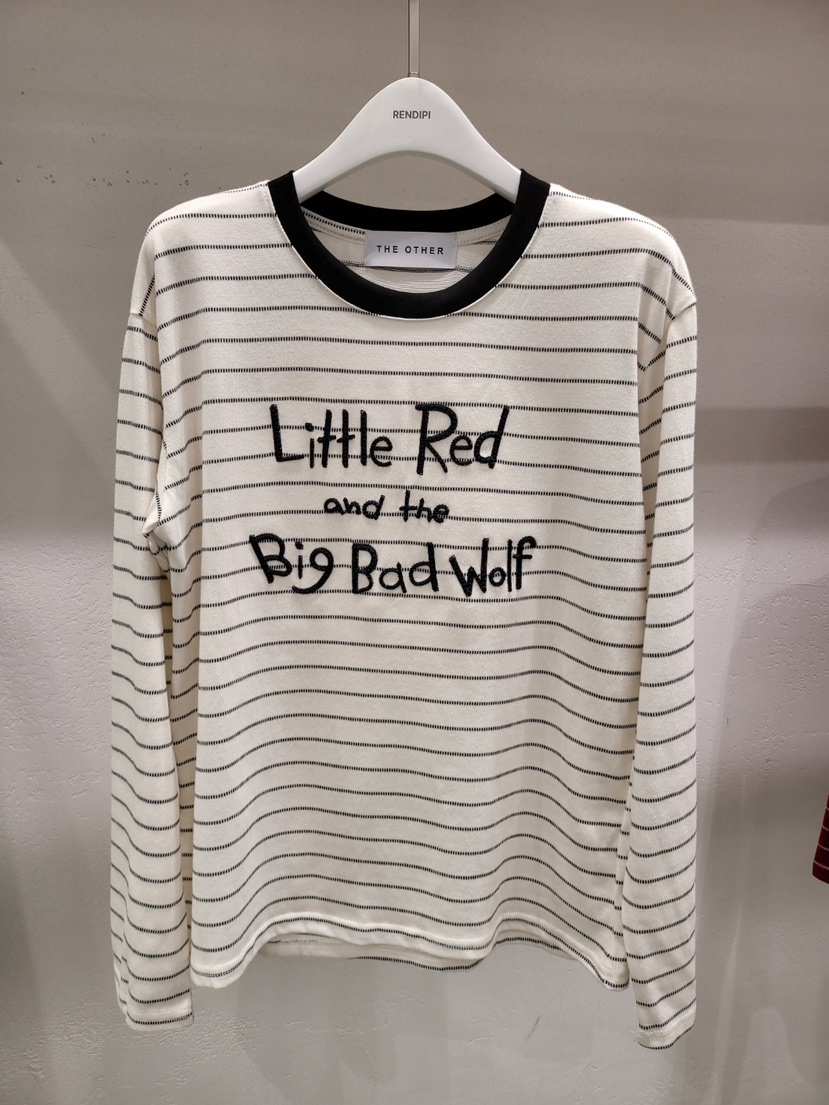 RENDIPI
THE OTHER
Little Red
and the
Big Bad Wolf